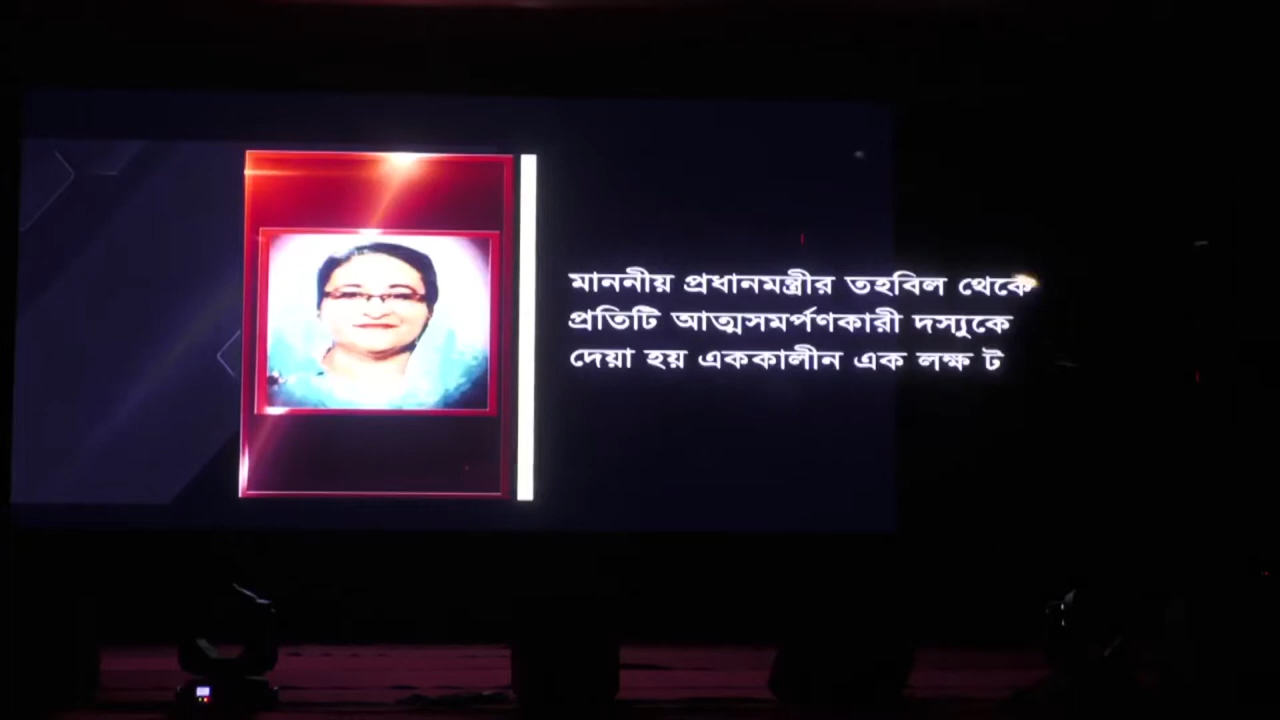 মাননীয় প্রধানমন্ত্রীর তহবিল থেকে
প্রতিটি আত্মসমর্পণকারী দস্যুকে
দেয়া হয় এককালীন এক লক্ষ ট